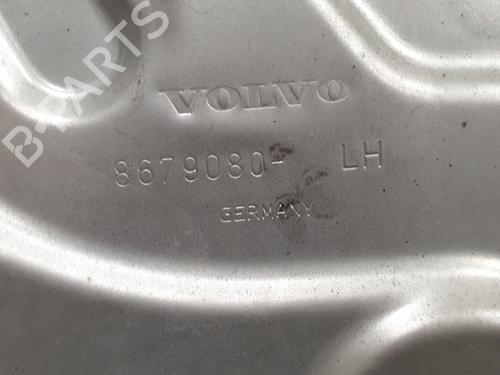 B-PARTS
VOLVO
8679080- LH
GERMANY